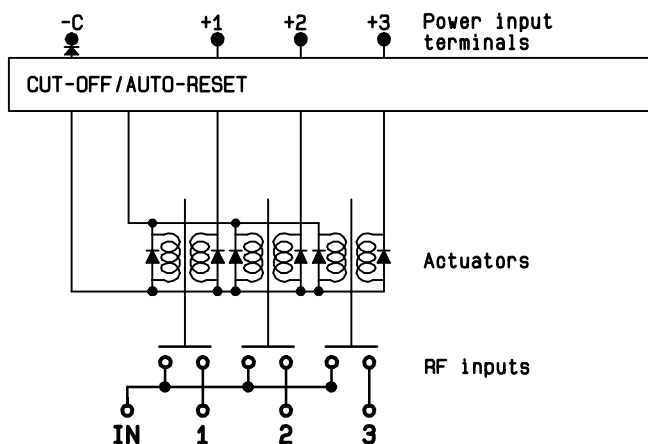 -C +1 +2 +3 Power input
terminals
CUT-OFF/AUTO-RESET
Actuators
RF inputs
IN 1 2 3